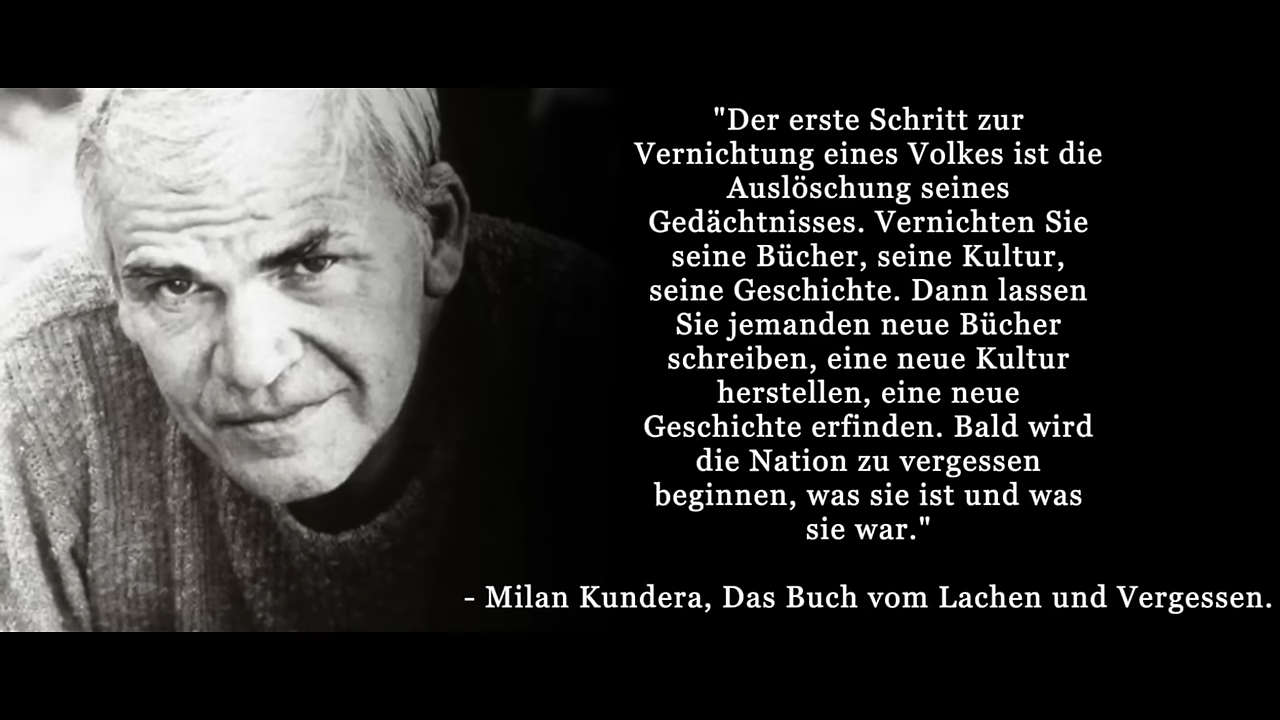 "Der erste Schritt zur
Vernichtung eines Volkes ist die
Auslöschung seines
Gedächtnisses. Vernichten Sie
seine Bücher, seine Kultur,
seine Geschichte. Dann lassen
Sie jemanden neue Bücher
schreiben, eine neue Kultur
herstellen, eine neue
Geschichte erfinden. Bald wird
die Nation zu vergessen
beginnen, was sie ist und was
sie war."
- Milan Kundera, Das Buch vom Lachen und Vergessen.